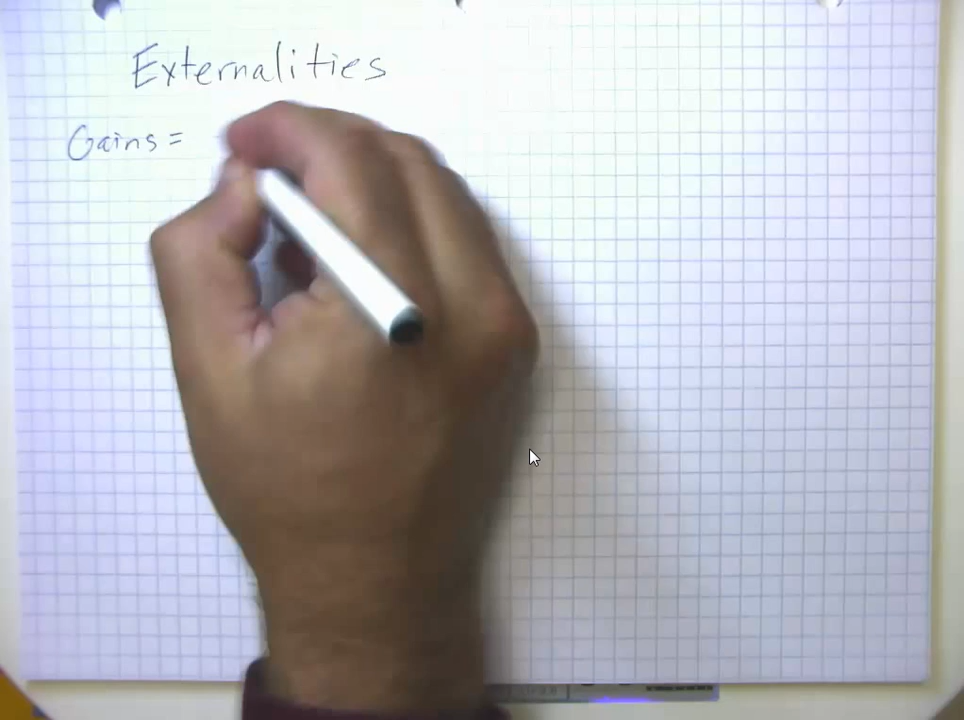 Externalities
Gains =